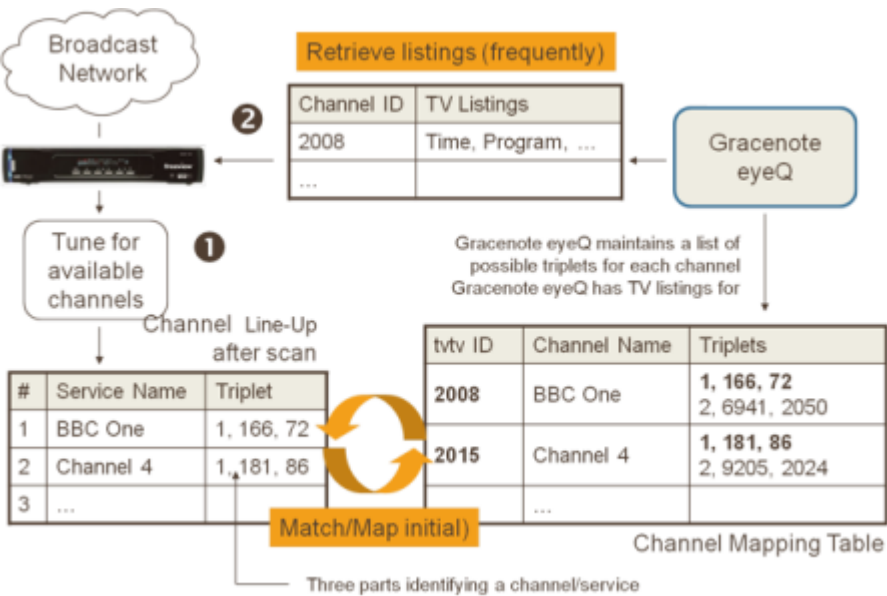 Broadcast
Network
Retrieve listings (frequently)
Channel ID TV Listings
2008 Time, Program, ...
...
❷
Gracenote
eyeQ
Tune for
available
channels
❶
Gracenote eyeQ maintains a list of
possible triplets for each channel
Gracenote eyeQ has TV listings for
Channel Line-Up
after scan
# Service Name Triplet
1 BBC One 1, 166, 72
2 Channel 4 1, 181, 86
3 ...
tvtv ID Channel Name Triplets
2008 BBC One 1, 166, 72
2, 6941, 2050
2015 Channel 4 1, 181, 86
2, 9205, 2024
...
Match/Map initial)
Channel Mapping Table
Three parts identifying a channel/service